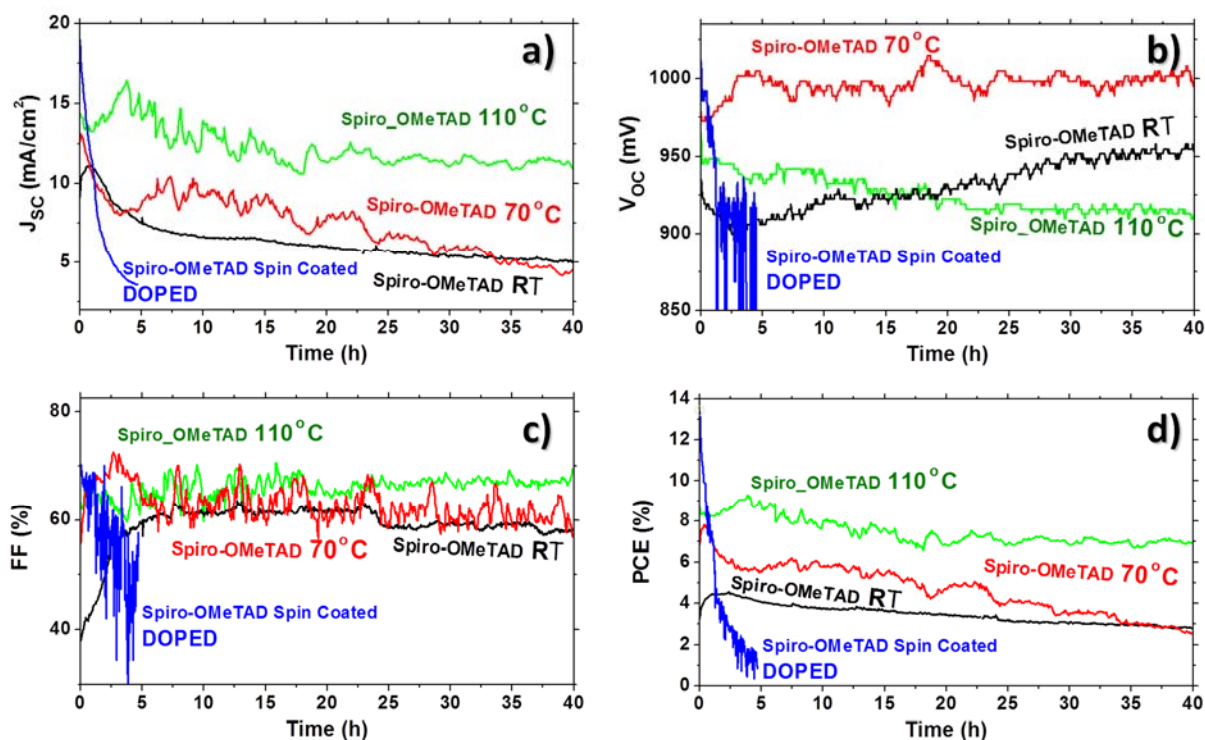 a)
20
15
10
5
J_SC (mA/cm²)
Spiro_OMeTAD 110°C
Spiro-OMeTAD 70°C
Spiro-OMeTAD Spin Coated
DOPED
Spiro-OMeTAD RT
0 5 10 15 20 25 30 35 40
Time (h)
b)
1000
950
900
850
V_OC (mV)
Spiro-OMeTAD 70°C
Spiro-OMeTAD RT
Spiro_OMeTAD 110°C
Spiro-OMeTAD Spin Coated
DOPED
0 5 10 15 20 25 30 35 40
Time (h)
c)
80
60
40
FF (%)
Spiro_OMeTAD 110°C
Spiro-OMeTAD 70°C
Spiro-OMeTAD RT
Spiro-OMeTAD Spin Coated
DOPED
0 5 10 15 20 25 30 35 40
Time (h)
d)
14
12
10
8
6
4
2
0
PCE (%)
Spiro_OMeTAD 110°C
Spiro-OMeTAD 70°C
Spiro-OMeTAD RT
Spiro-OMeTAD Spin Coated
DOPED
0 5 10 15 20 25 30 35 40
Time (h)